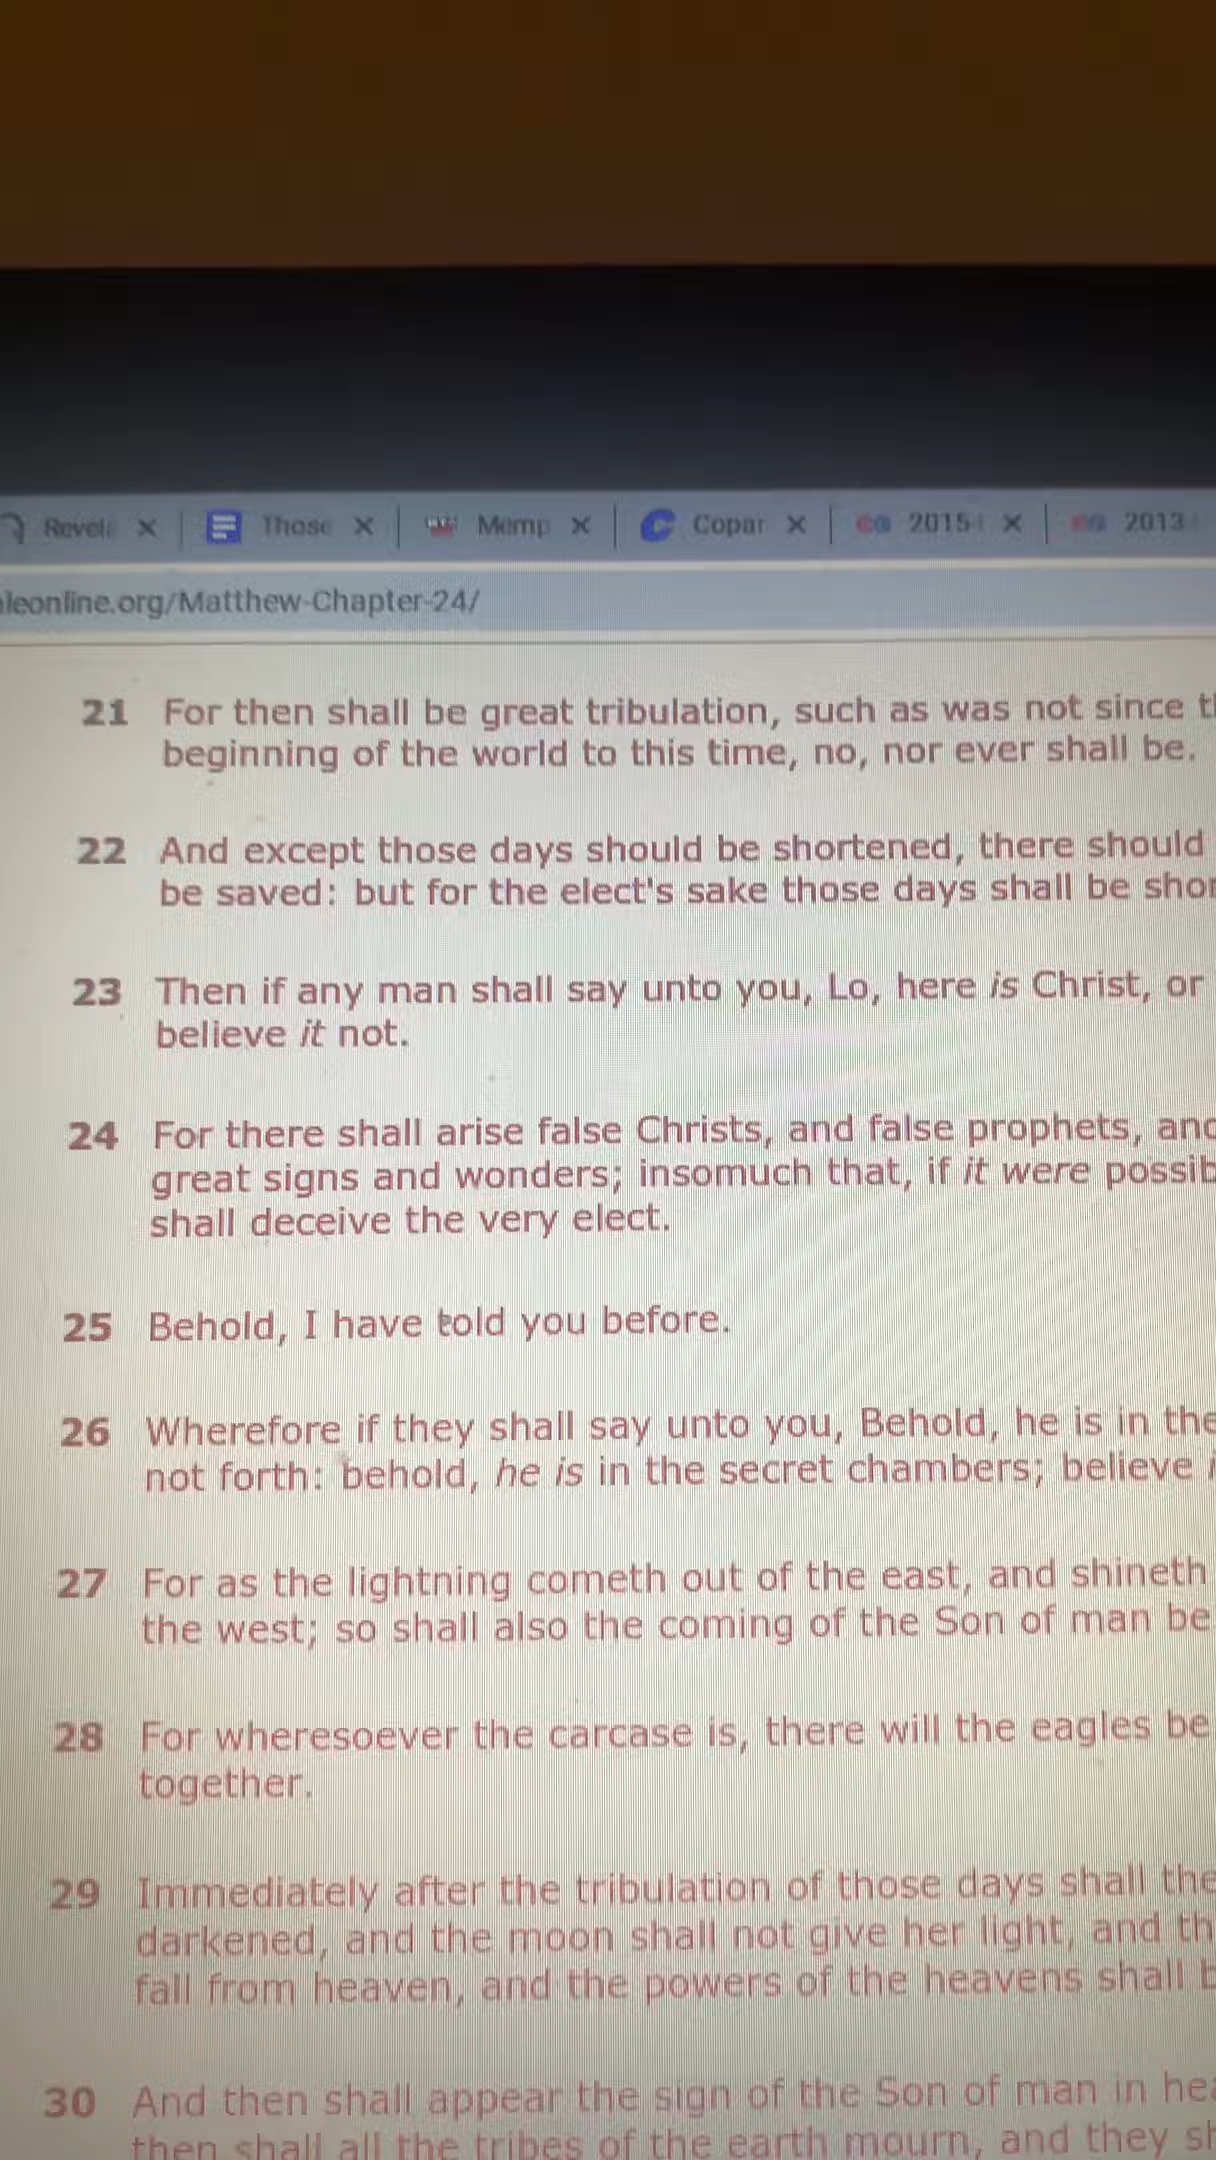 Revel
Those
Memp
Copar
2015
2013
leonline.org/Matthew-Chapter-24/
21 For then shall be great tribulation, such as was not since t
beginning of the world to this time, no, nor ever shall be.
22 And except those days should be shortened, there should
be saved: but for the elect's sake those days shall be shor
23 Then if any man shall say unto you, Lo, here is Christ, or
believe it not.
24 For there shall arise false Christs, and false prophets, and
great signs and wonders; insomuch that, if it were possib
shall deceive the very elect.
25 Behold, I have told you before.
26 Wherefore if they shall say unto you, Behold, he is in the
not forth: behold, he is in the secret chambers; believe i
27 For as the lightning cometh out of the east, and shineth
the west; so shall also the coming of the Son of man be
28 For wheresoever the carcase is, there will the eagles be
together.
29 Immediately after the tribulation of those days shall the
darkened, and the moon shall not give her light, and th
fall from heaven, and the powers of the heavens shall b
30 And then shall appear the sign of the Son of man in hea
then shall all the tribes of the earth mourn, and they sh